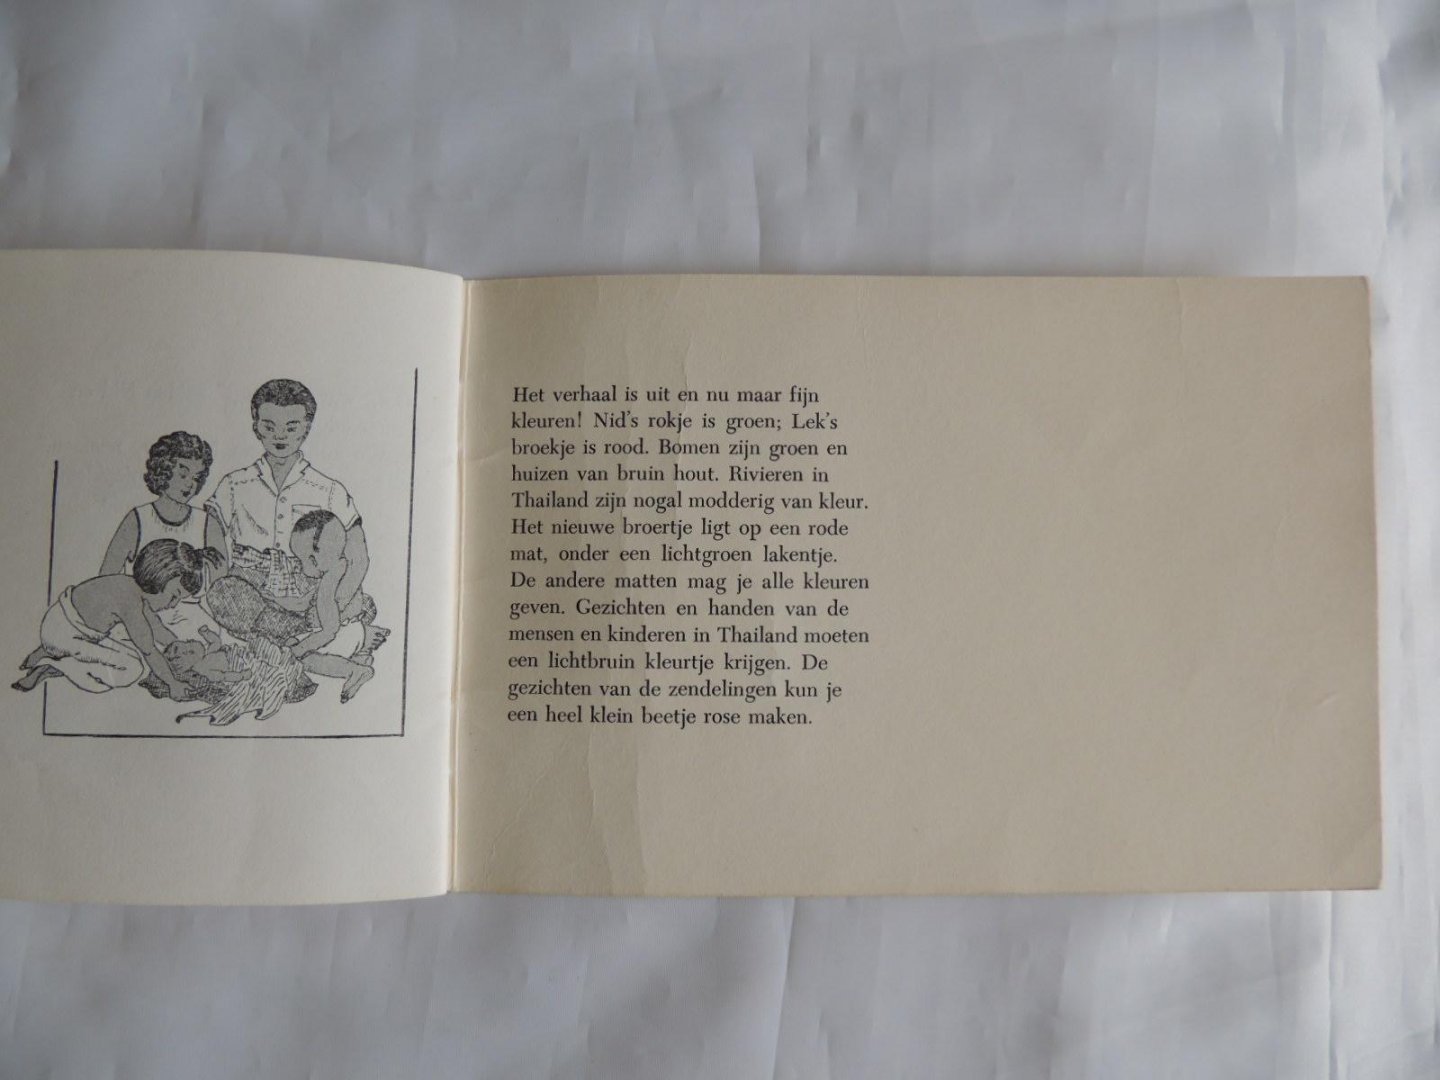 Het verhaal is uit en nu maar fijn
kleuren! Nid's rokje is groen; Lek's
broekje is rood. Bomen zijn groen en
huizen van bruin hout. Rivieren in
Thailand zijn nogal modderig van kleur.
Het nieuwe broertje ligt op een rode
mat, onder een lichtgroen lakentje.
De andere matten mag je alle kleuren
geven. Gezichten en handen van de
mensen en kinderen in Thailand moeten
een lichtbruin kleurtje krijgen. De
gezichten van de zendelingen kun je
een heel klein beetje rose maken.